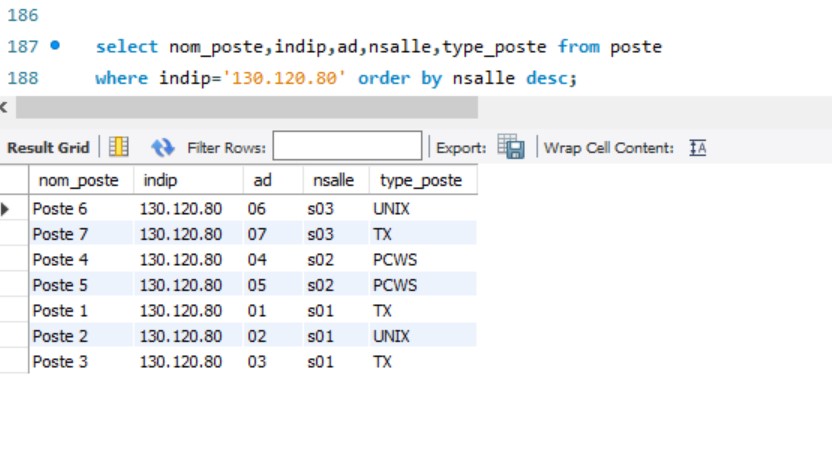 186
187 select nom_poste,indip,ad,nsalle,type_poste from poste
188 where indip='130.120.80' order by nsalle desc;
Result Grid Filter Rows: Export: Wrap Cell Content:
nom_poste indip ad nsalle type_poste
Poste 6 130.120.80 06 s03 UNIX
Poste 7 130.120.80 07 s03 TX
Poste 4 130.120.80 04 s02 PCWS
Poste 5 130.120.80 05 s02 PCWS
Poste 1 130.120.80 01 s01 TX
Poste 2 130.120.80 02 s01 UNIX
Poste 3 130.120.80 03 s01 TX